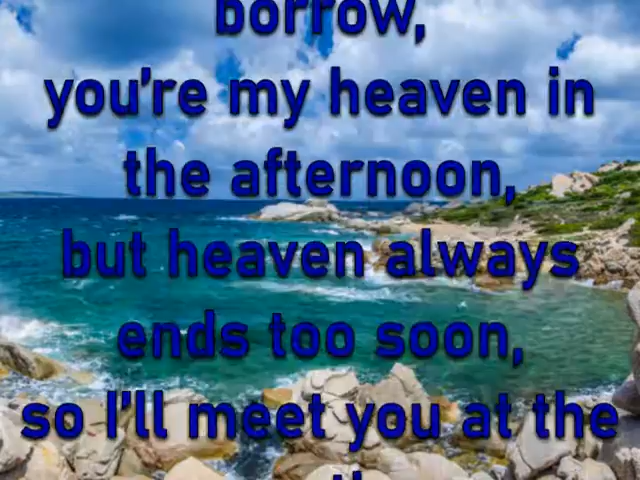 borrow,
you're my heaven in
the afternoon,
but heaven always
ends too soon,
so I'll meet you at the